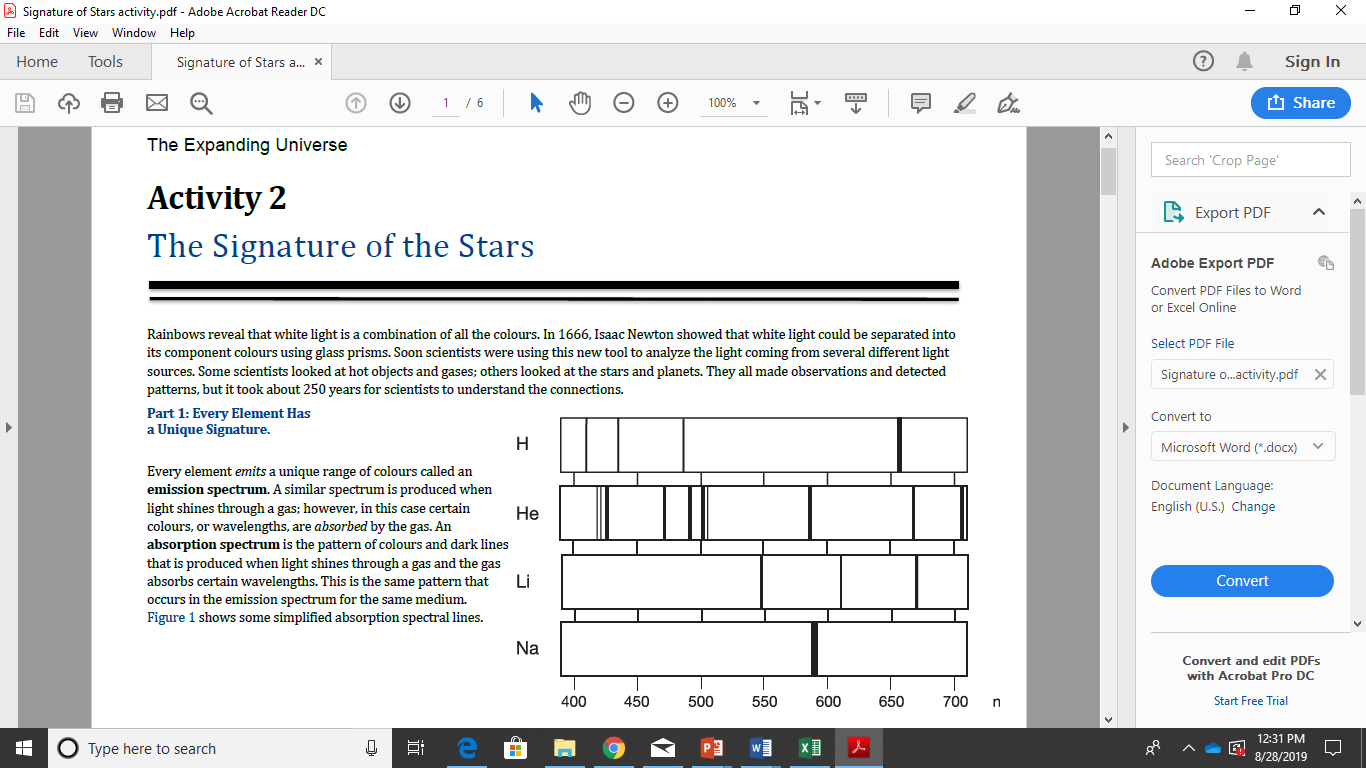 Signature of Stars activity.pdf - Adobe Acrobat Reader DC
File Edit View Window Help
Home Tools Signature of Stars a... × ? Sign In
1 / 6 100% Share
The Expanding Universe
Activity 2
The Signature of the Stars
Rainbows reveal that white light is a combination of all the colours. In 1666, Isaac Newton showed that white light could be separated into
its component colours using glass prisms. Soon scientists were using this new tool to analyze the light coming from several different light
sources. Some scientists looked at hot objects and gases; others looked at the stars and planets. They all made observations and detected
patterns, but it took about 250 years for scientists to understand the connections.
Part 1: Every Element Has
a Unique Signature.
Every element emits a unique range of colours called an
emission spectrum. A similar spectrum is produced when
light shines through a gas; however, in this case certain
colours, or wavelengths, are absorbed by the gas. An
absorption spectrum is the pattern of colours and dark lines
that is produced when light shines through a gas and the gas
absorbs certain wavelengths. This is the same pattern that
occurs in the emission spectrum for the same medium.
Figure 1 shows some simplified absorption spectral lines.
H
He
Li
Na
400 450 500 550 600 650 700 n
Search 'Crop Page'
Export PDF
Adobe Export PDF
Convert PDF Files to Word
or Excel Online
Select PDF File
Signature o...activity.pdf
Convert to
Microsoft Word (*.docx)
Document Language:
English (U.S.) Change
Convert
Convert and edit PDFs
with Acrobat Pro DC
Start Free Trial
Type here to search
12:31 PM
8/28/2019